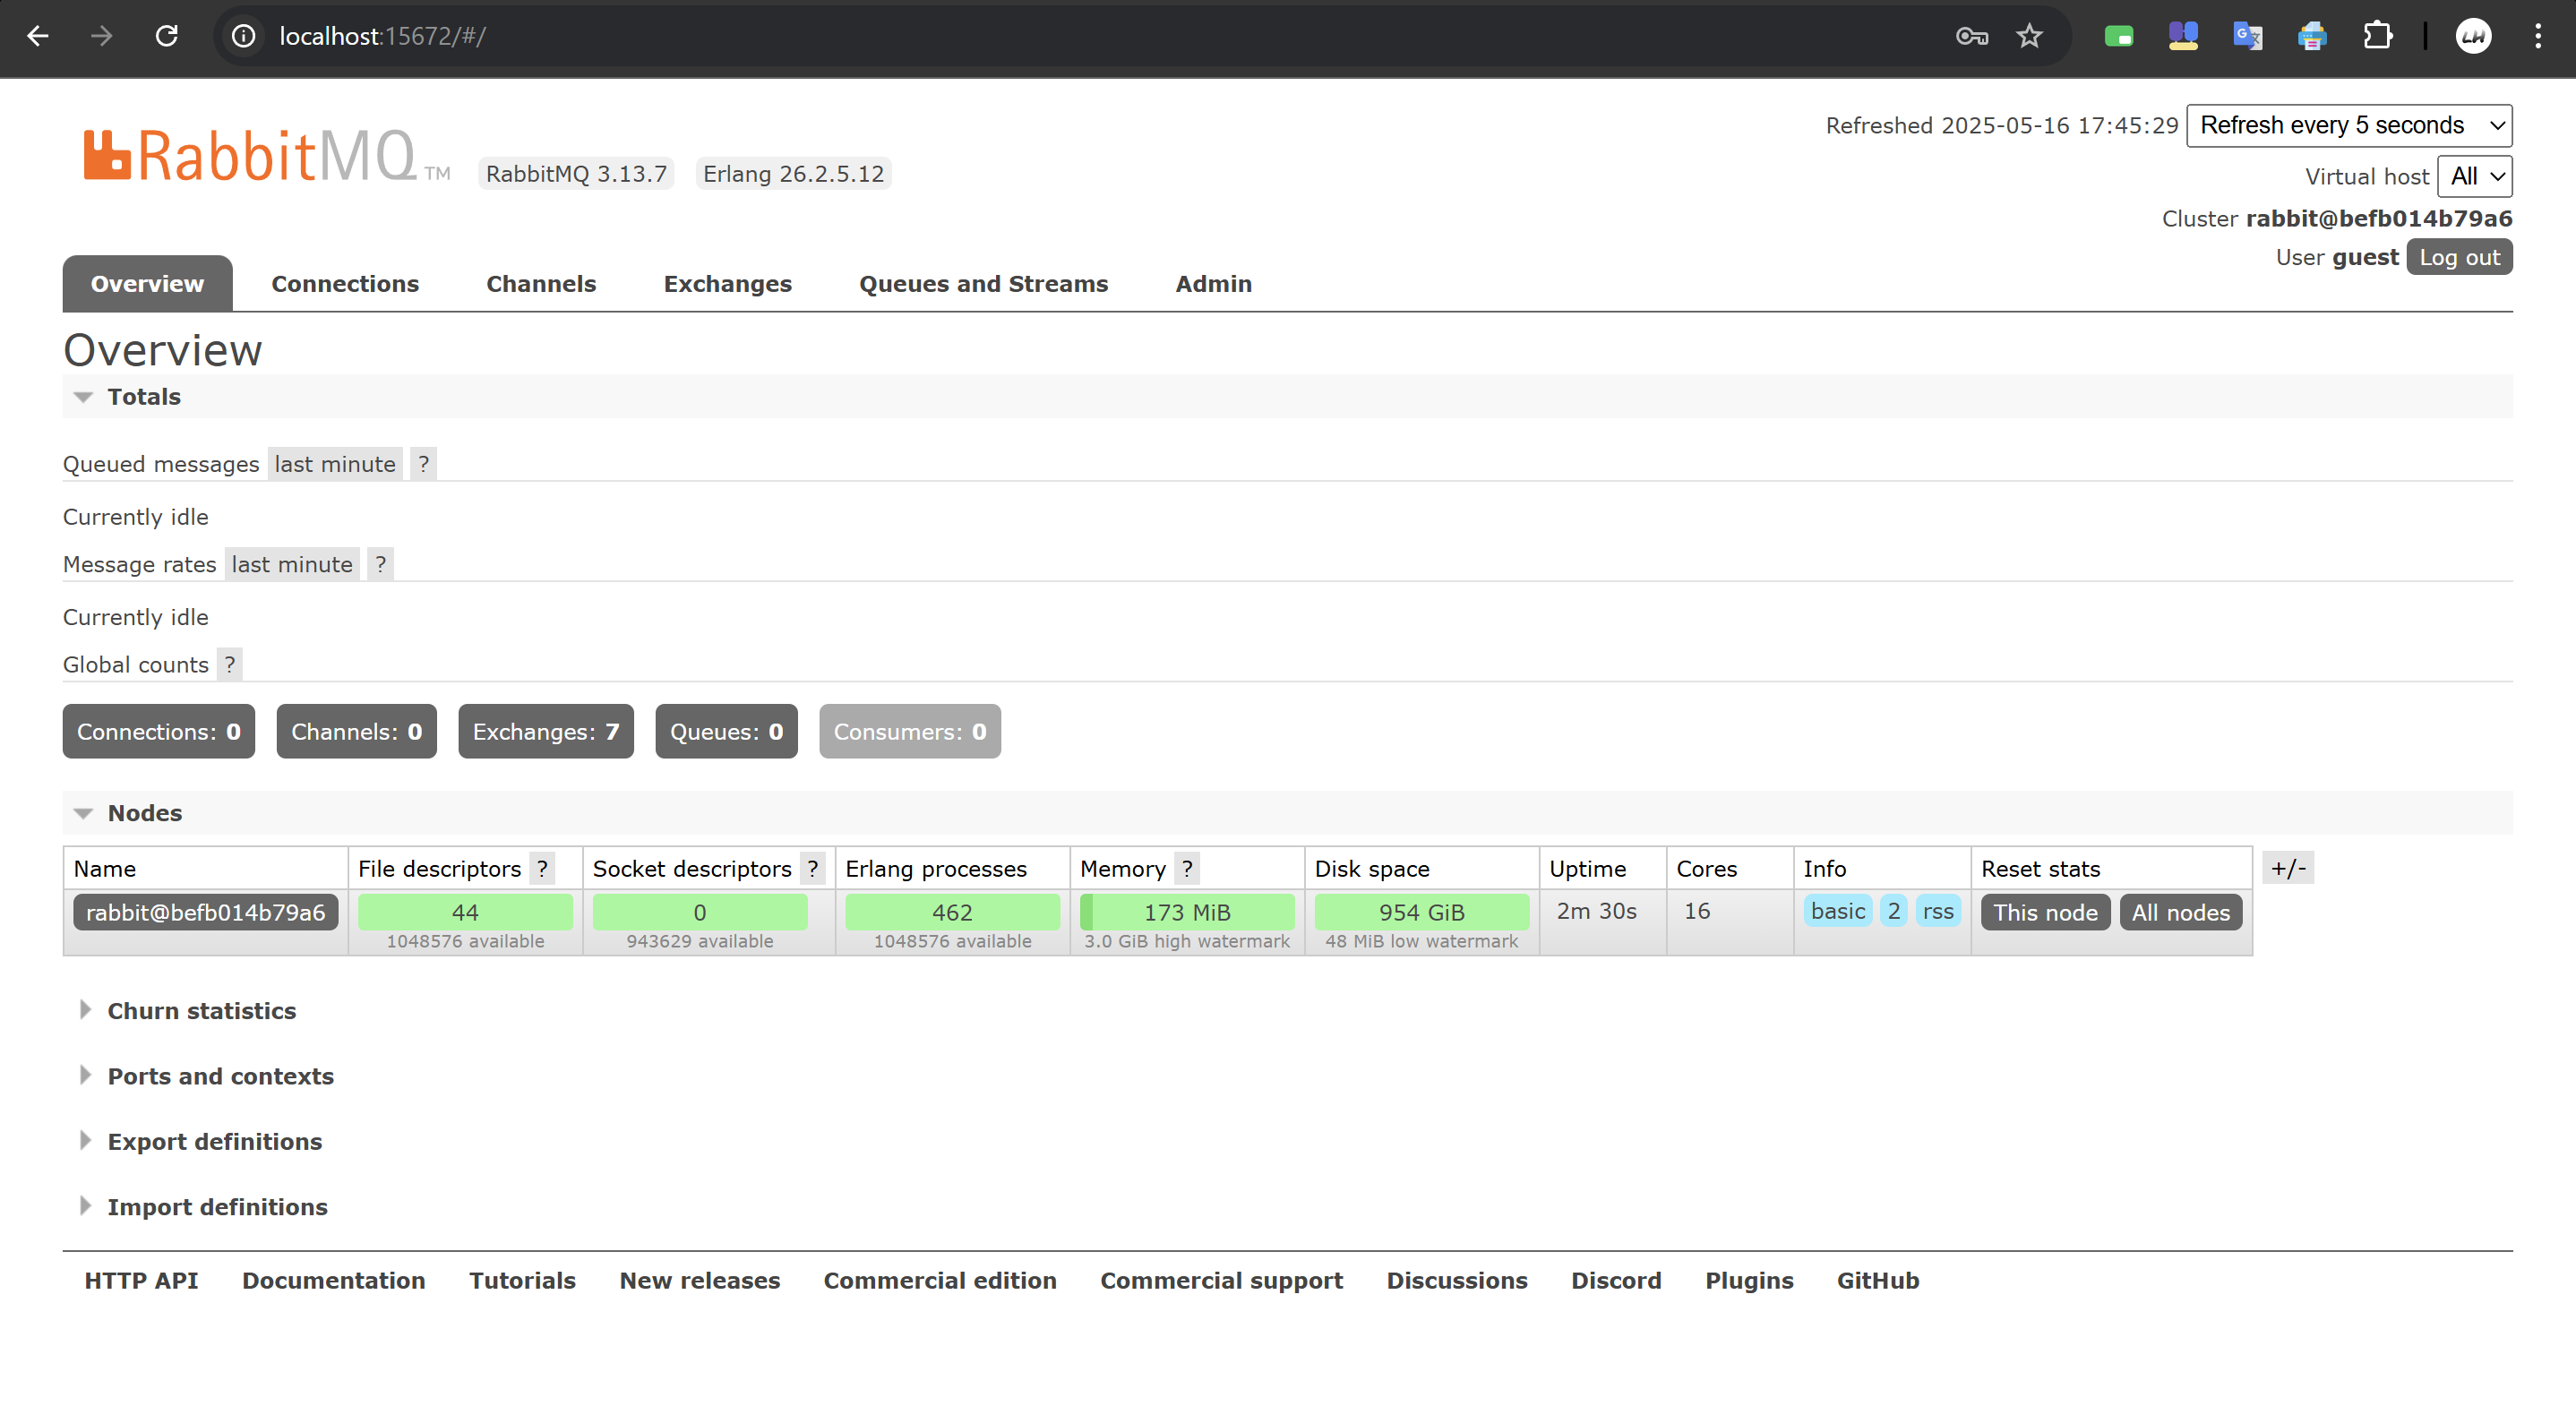 localhost:15672/#/
RabbitMQ TM RabbitMQ 3.13.7 Erlang 26.2.5.12
Refreshed 2025-05-16 17:45:29 Refresh every 5 seconds
Virtual host All
Cluster rabbit@befb014b79a6
User guest Log out
Overview Connections Channels Exchanges Queues and Streams Admin
Overview
Totals
Queued messages last minute ?
Currently idle
Message rates last minute ?
Currently idle
Global counts ?
Connections: 0 Channels: 0 Exchanges: 7 Queues: 0 Consumers: 0
Nodes
Name File descriptors ? Socket descriptors ? Erlang processes Memory ? Disk space Uptime Cores Info Reset stats +/-
rabbit@befb014b79a6 44 0 462 173 MiB 954 GiB 2m 30s 16 basic 2 rss This node All nodes
1048576 available 943629 available 1048576 available 3.0 GiB high watermark 48 MiB low watermark
Churn statistics
Ports and contexts
Export definitions
Import definitions
HTTP API Documentation Tutorials New releases Commercial edition Commercial support Discussions Discord Plugins GitHub